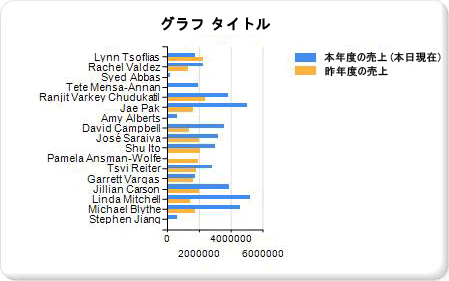 グラフ タイトル
本年度の売上(本日現在)
昨年度の売上
Lynn Tsoflias
Rachel Valdez
Syed Abbas
Tete Mensa-Annan
Ranjit Varkey Chudukatil
Jae Pak
Amy Alberts
David Campbell
José Saraiva
Shu Ito
Pamela Ansman-Wolfe
Tsvi Reiter
Garrett Vargas
Jillian Carson
Linda Mitchell
Michael Blythe
Stephen Jiang
0 4000000
2000000 6000000